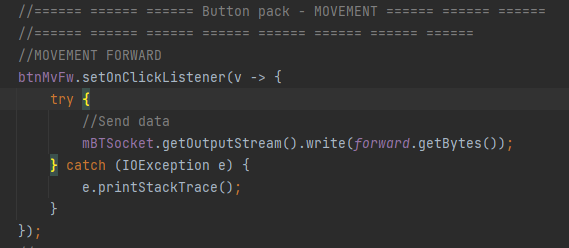 //====== ====== ====== Button pack - MOVEMENT ====== ====== ======
//====== ====== ====== ====== ====== ====== ====== ======
//MOVEMENT FORWARD
btnMvFw.setOnClickListener(v -> {
try {
//Send data
mBTSocket.getOutputStream().write(forward.getBytes());
} catch (IOException e) {
e.printStackTrace();
}
});